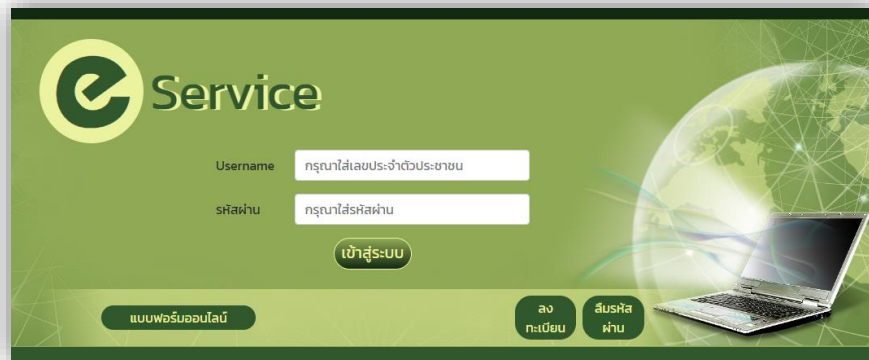 e Service
Username กรุณาใส่เลขประจำตัวประชาชน
รหัสผ่าน กรุณาใส่รหัสผ่าน
เข้าสู่ระบบ
แบบฟอร์มออนไลน์
ลง
ทะเบียน
ลืมรหัส
ผ่าน